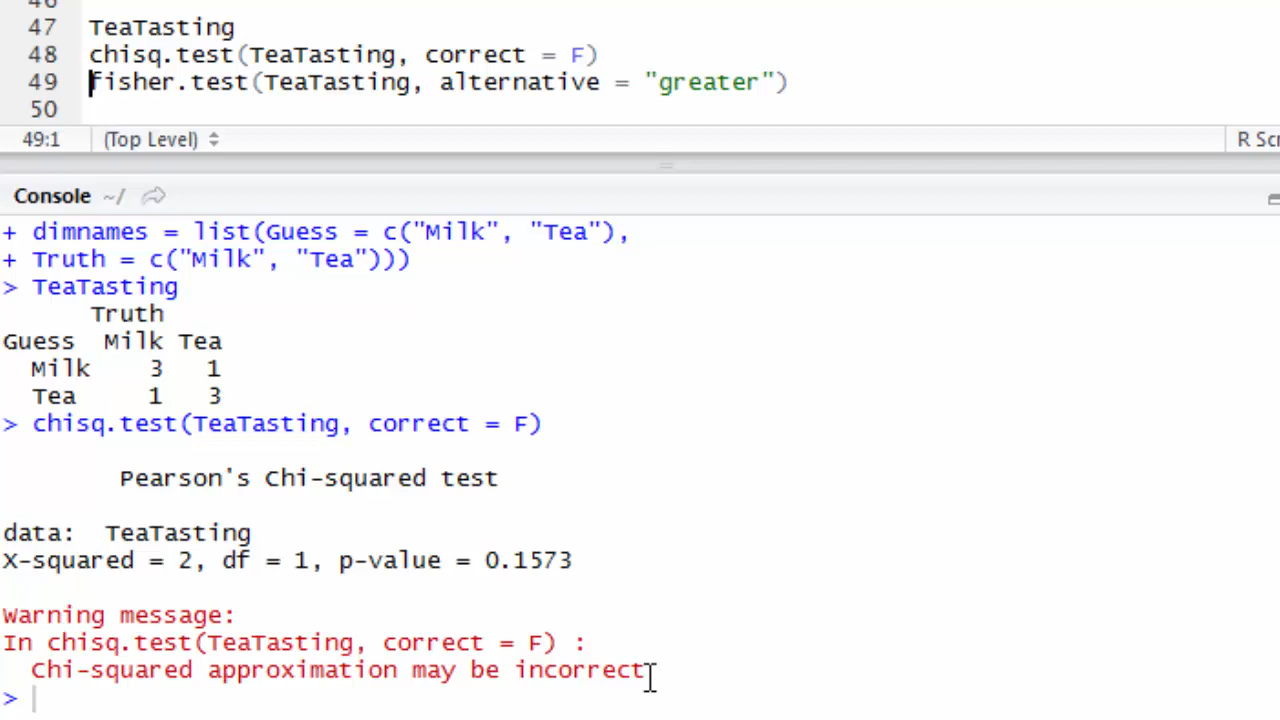 46
47 TeaTasting
48 chisq.test(TeaTasting, correct = F)
49 fisher.test(TeaTasting, alternative = "greater")
50
49:1 (Top Level) R Scr
Console ~/
+ dimnames = list(Guess = c("Milk", "Tea"),
+ Truth = c("Milk", "Tea")))
> TeaTasting
Truth
Guess Milk Tea
Milk 3 1
Tea 1 3
> chisq.test(TeaTasting, correct = F)
Pearson's Chi-squared test
data: TeaTasting
X-squared = 2, df = 1, p-value = 0.1573
Warning message:
In chisq.test(TeaTasting, correct = F) :
Chi-squared approximation may be incorrect
>